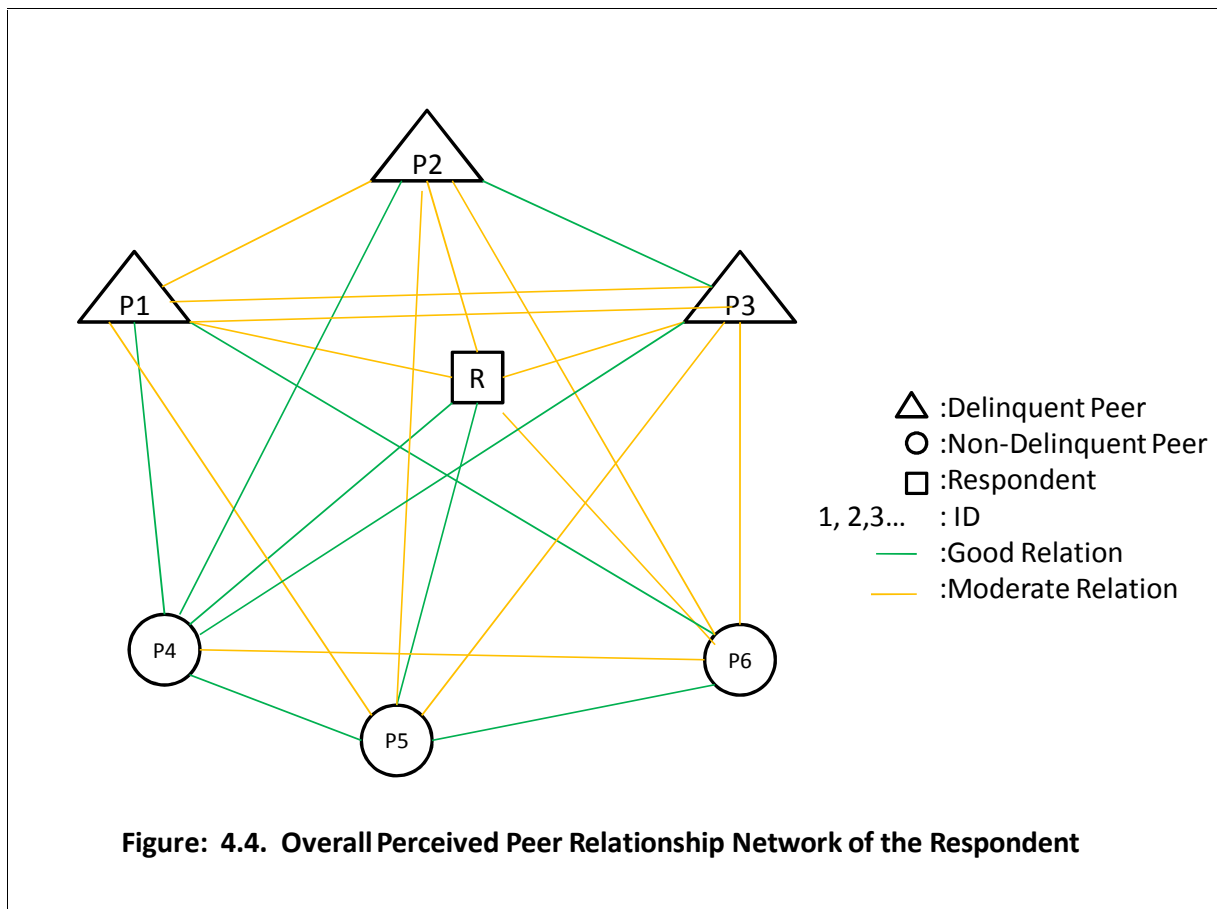 P2
P1
P3
R
:Delinquent Peer
:Non-Delinquent Peer
:Respondent
1, 2,3... : ID
:Good Relation
:Moderate Relation
P4
P6
P5
Figure: 4.4. Overall Perceived Peer Relationship Network of the Respondent